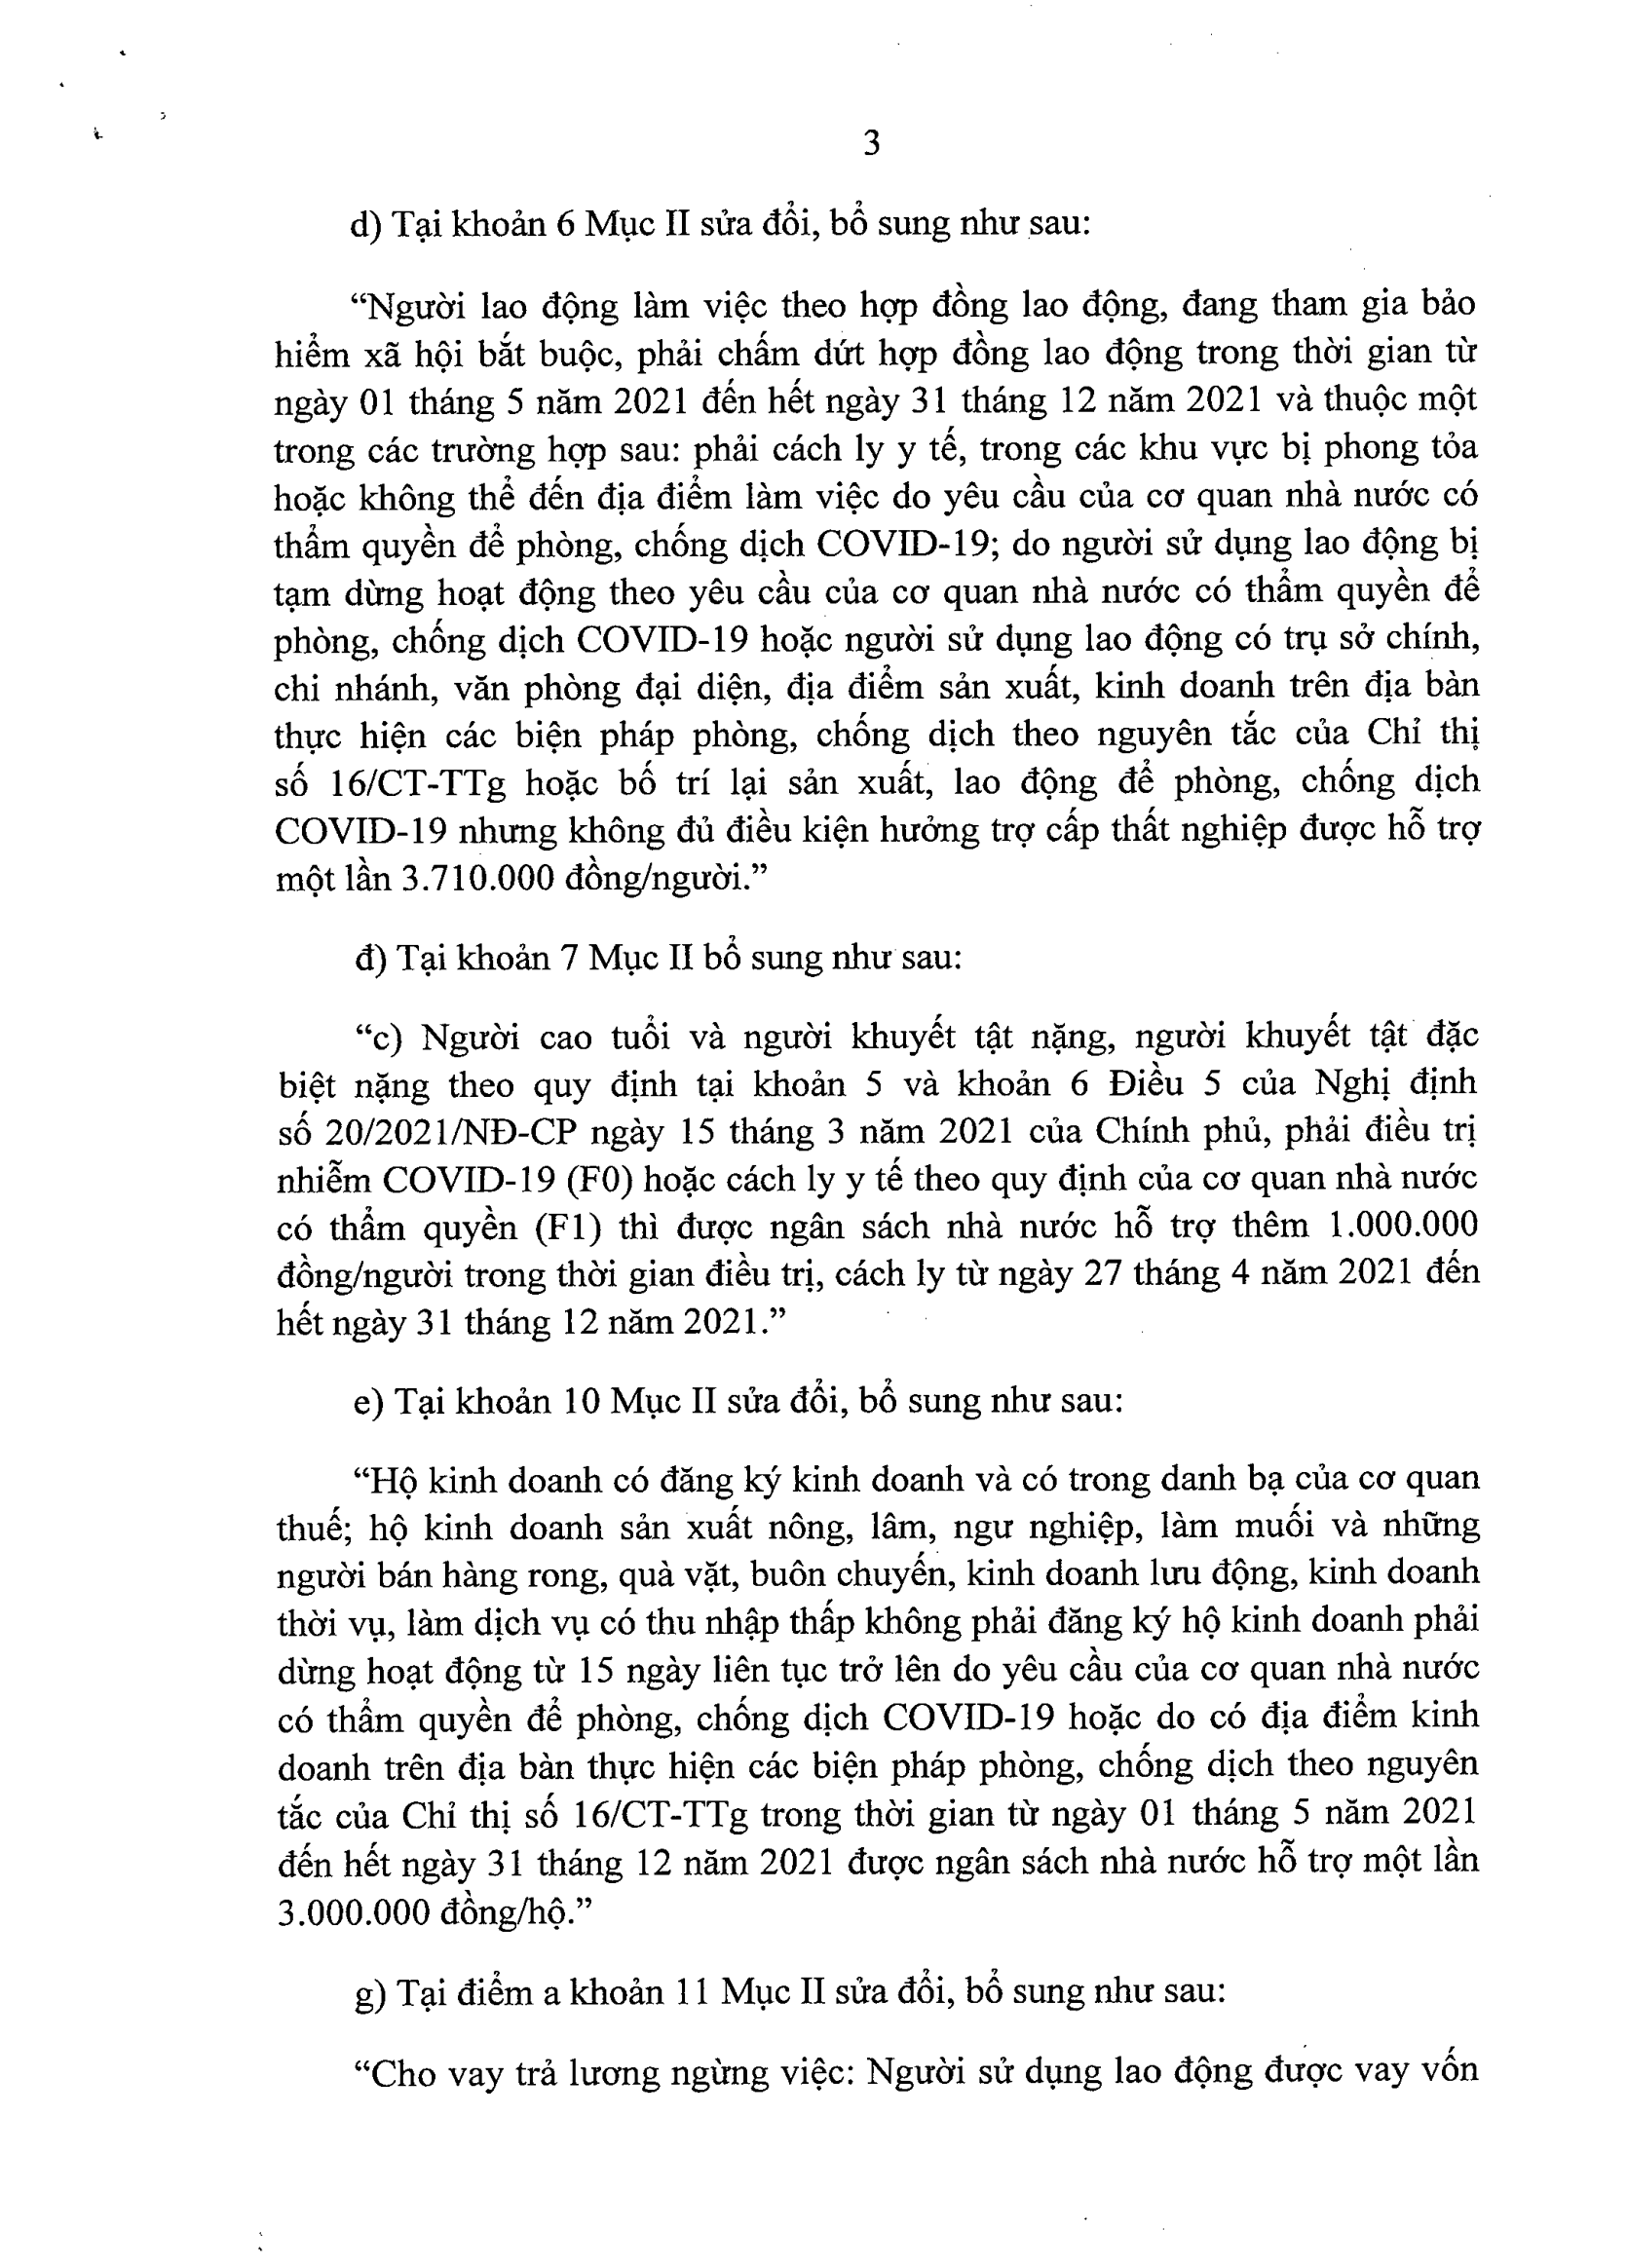 3
d) Tại khoản 6 Mục II sửa đổi, bổ sung như sau:
“Người lao động làm việc theo hợp đồng lao động, đang tham gia bảo
hiểm xã hội bắt buộc, phải chấm dứt hợp đồng lao động trong thời gian từ
ngày 01 tháng 5 năm 2021 đến hết ngày 31 tháng 12 năm 2021 và thuộc một
trong các trường hợp sau: phải cách ly y tế, trong các khu vực bị phong tỏa
hoặc không thể đến địa điểm làm việc do yêu cầu của cơ quan nhà nước có
thẩm quyền để phòng, chống dịch COVID-19; do người sử dụng lao động bị
tạm dừng hoạt động theo yêu cầu của cơ quan nhà nước có thẩm quyền để
phòng, chống dịch COVID-19 hoặc người sử dụng lao động có trụ sở chính,
chi nhánh, văn phòng đại diện, địa điểm sản xuất, kinh doanh trên địa bàn
thực hiện các biện pháp phòng, chống dịch theo nguyên tắc của Chỉ thị
số 16/CT-TTg hoặc bố trí lại sản xuất, lao động để phòng, chống dịch
COVID-19 nhưng không đủ điều kiện hưởng trợ cấp thất nghiệp được hỗ trợ
một lần 3.710.000 đồng/người.”
đ) Tại khoản 7 Mục II bổ sung như sau:
“c) Người cao tuổi và người khuyết tật nặng, người khuyết tật đặc
biệt nặng theo quy định tại khoản 5 và khoản 6 Điều 5 của Nghị định
số 20/2021/NĐ-CP ngày 15 tháng 3 năm 2021 của Chính phủ, phải điều trị
nhiễm COVID-19 (F0) hoặc cách ly y tế theo quy định của cơ quan nhà nước
có thẩm quyền (F1) thì được ngân sách nhà nước hỗ trợ thêm 1.000.000
đồng/người trong thời gian điều trị, cách ly từ ngày 27 tháng 4 năm 2021 đến
hết ngày 31 tháng 12 năm 2021.”
e) Tại khoản 10 Mục II sửa đổi, bổ sung như sau:
“Hộ kinh doanh có đăng ký kinh doanh và có trong danh bạ của cơ quan
thuế; hộ kinh doanh sản xuất nông, lâm, ngư nghiệp, làm muối và những
người bán hàng rong, quà vặt, buôn chuyến, kinh doanh lưu động, kinh doanh
thời vụ, làm dịch vụ có thu nhập thấp không phải đăng ký hộ kinh doanh phải
dừng hoạt động từ 15 ngày liên tục trở lên do yêu cầu của cơ quan nhà nước
có thẩm quyền để phòng, chống dịch COVID-19 hoặc do có địa điểm kinh
doanh trên địa bàn thực hiện các biện pháp phòng, chống dịch theo nguyên
tắc của Chỉ thị số 16/CT-TTg trong thời gian từ ngày 01 tháng 5 năm 2021
đến hết ngày 31 tháng 12 năm 2021 được ngân sách nhà nước hỗ trợ một lần
3.000.000 đồng/hộ.”
g) Tại điểm a khoản 11 Mục II sửa đổi, bổ sung như sau:
“Cho vay trả lương ngừng việc: Người sử dụng lao động được vay vốn